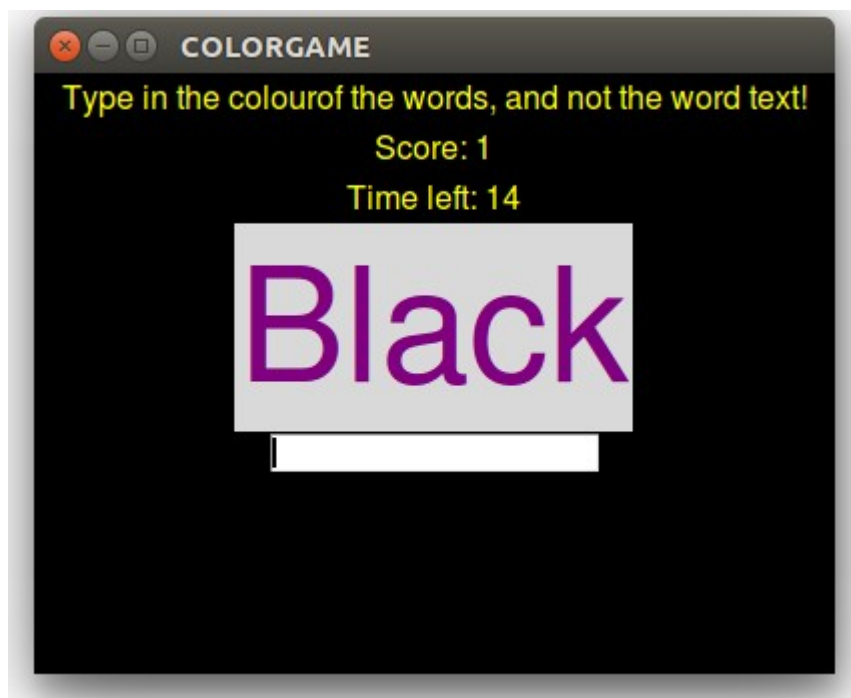 COLORGAME
Type in the colourof the words, and not the word text!
Score: 1
Time left: 14
Black